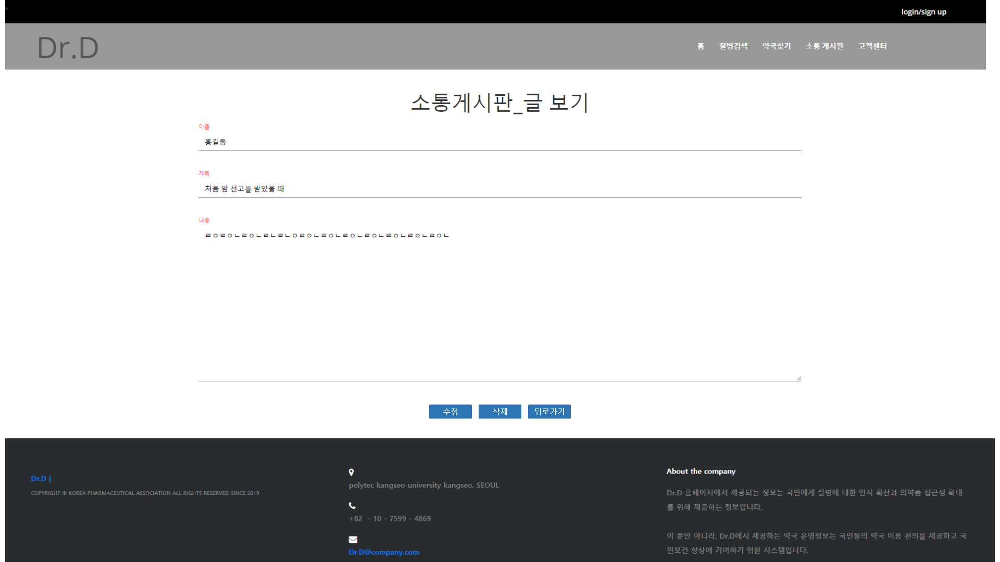 login/sign up
Dr.D
홈 질병검색 약국찾기 소통 게시판 고객센터
소통게시판_글 보기
이름
홍길동
제목
처음 암 선고를 받았을 때
내용
ㄹㅇㄹㅇㄴㄹㅇㄴㄹㄴㄹㄴㅇㄹㅇㄴㄹㅇㄴㄹㅇㄴㄹㅇㄴㄹㅇㄴㄹㅇㄴㄹㅇㄴ
수정 삭제 뒤로가기
Dr.D |
COPYRIGHT © KOREA PHARMACEUTICAL ASSOCIATION ALL RIGHTS RESERVED SINCE 2019
polytec kangseo university kangseo, SEOUL
+82 - 10 - 7599 - 4869
Dr.D@company.com
About the company
Dr.D 홈페이지에서 제공되는 정보는 국민에게 질병에 대한 인식 확산과 의약품 접근성 확대
를 위해 제공하는 정보입니다.
이 뿐만 아니라, Dr.D에서 제공하는 약국 운영정보는 국민들의 약국 이용 편의를 제공하고 국
민보건 향상에 기여하기 위한 시스템입니다.